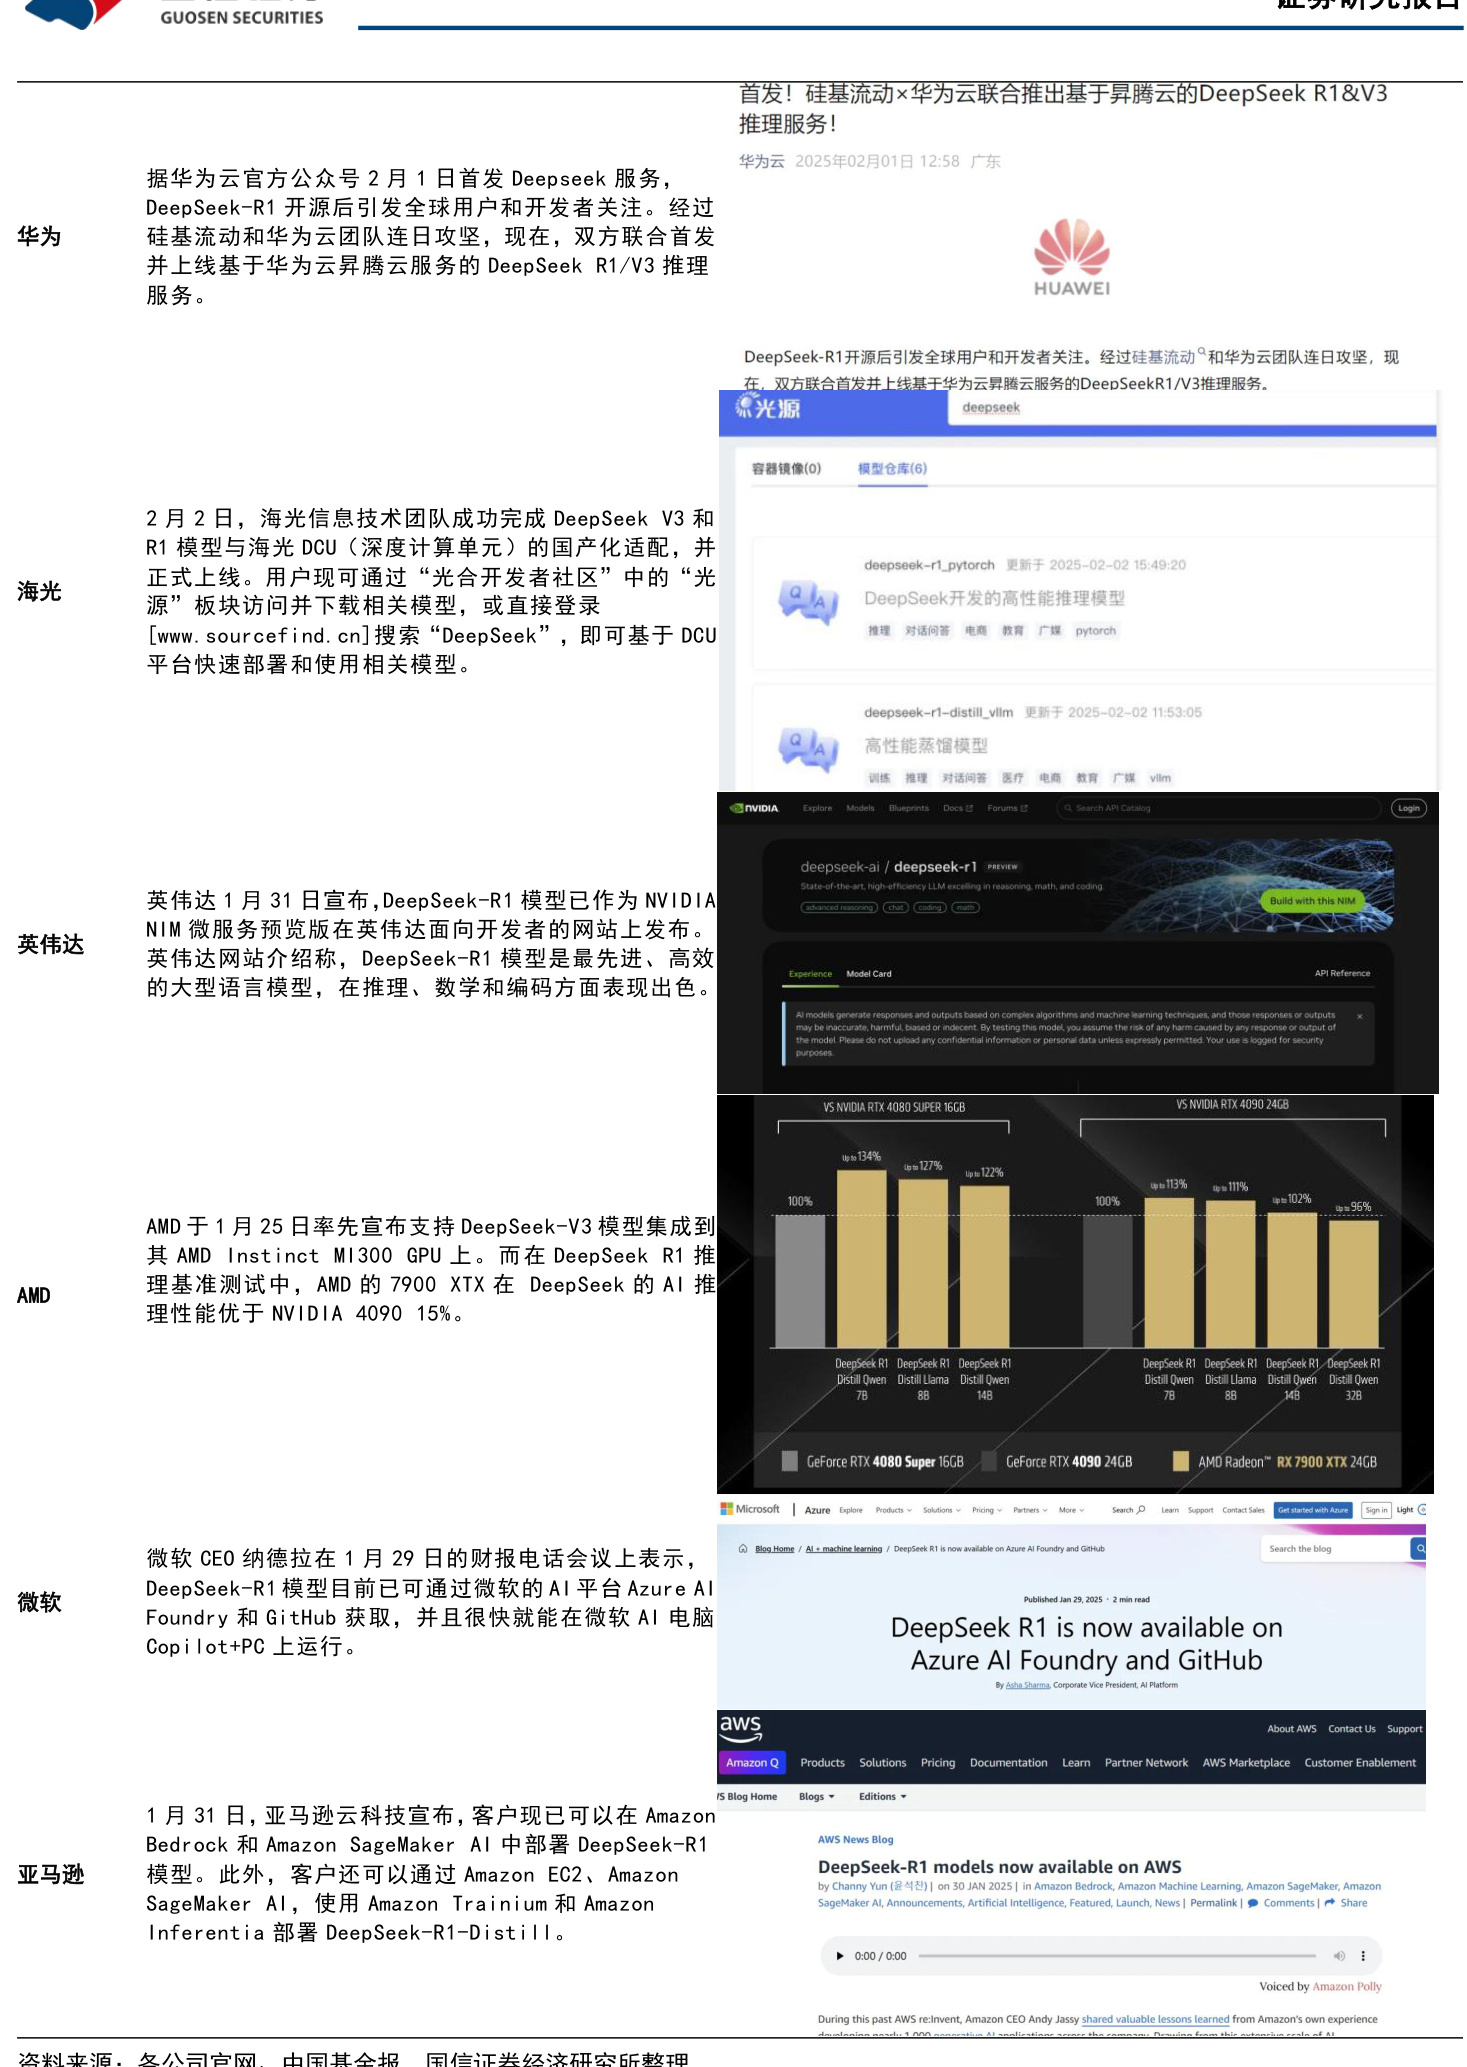 GUOSEN SECURITIES
证券研究报告
华为
据华为云官方公众号 2 月 1 日首发 Deepseek 服务，
DeepSeek-R1 开源后引发全球用户和开发者关注。经过
硅基流动和华为云团队连日攻坚，现在，双方联合首发
并上线基于华为云昇腾云服务的 DeepSeek R1/V3 推理
服务。
首发！硅基流动×华为云联合推出基于昇腾云的DeepSeek R1&V3
推理服务！
华为云 2025年02月01日 12:58 广东
HUAWEI
DeepSeek-R1开源后引发全球用户和开发者关注。经过硅基流动和华为云团队连日攻坚，现
在，双方联合首发并上线基于华为云昇腾云服务的DeepSeekR1/V3推理服务。
海光
2 月 2 日，海光信息技术团队成功完成 DeepSeek V3 和
R1 模型与海光 DCU（深度计算单元）的国产化适配，并
正式上线。用户现可通过“光合开发者社区”中的“光
源”板块访问并下载相关模型，或直接登录
[www.sourcefind.cn]搜索“DeepSeek”，即可基于 DCU
平台快速部署和使用相关模型。
光源
deepseek
容器镜像(0) 模型仓库(6)
deepseek-r1_pytorch 更新于 2025-02-02 15:49:20
DeepSeek开发的高性能推理模型
推理 对话问答 电商 教育 广媒 pytorch
deepseek-r1-distill_vllm 更新于 2025-02-02 11:53:05
高性能蒸馏模型
训练 推理 对话问答 医疗 电商 教育 广媒 vllm
英伟达
英伟达 1 月 31 日宣布,DeepSeek-R1 模型已作为 NVIDIA
NIM 微服务预览版在英伟达面向开发者的网站上发布。
英伟达网站介绍称，DeepSeek-R1 模型是最先进、高效
的大型语言模型，在推理、数学和编码方面表现出色。
NVIDIA Explore Models Blueprints Docs Forums Search API Catalog Login
deepseek-ai / deepseek-r1 PREVIEW
State-of-the-art, high-efficiency LLM excelling in reasoning, math, and coding.
advanced reasoning chat coding math
Build with this NIM
Experience Model Card API Reference
AI models generate responses and outputs based on complex algorithms and machine learning techniques, and those responses or outputs
may be inaccurate, harmful, biased or indecent. By testing this model, you assume the risk of any harm caused by any response or output of
the model. Please do not upload any confidential information or personal data unless expressly permitted. Your use is logged for security
purposes.
AMD
AMD 于 1 月 25 日率先宣布支持 DeepSeek-V3 模型集成到
其 AMD Instinct MI300 GPU 上。而在 DeepSeek R1 推
理基准测试中，AMD 的 7900 XTX 在 DeepSeek 的 AI 推
理性能优于 NVIDIA 4090 15%。
VS NVIDIA RTX 4080 SUPER 16GB VS NVIDIA RTX 4090 24GB
100% Up to 134% Up to 127% Up to 122% 100% Up to 113% Up to 111% Up to 102% Up to 96%
DeepSeek R1 DeepSeek R1 DeepSeek R1 DeepSeek R1 DeepSeek R1 DeepSeek R1 DeepSeek R1
Distill Qwen Distill Llama Distill Qwen Distill Qwen Distill Llama Distill Qwen Distill Qwen
7B 8B 14B 7B 8B 14B 32B
GeForce RTX 4080 Super 16GB GeForce RTX 4090 24GB AMD Radeon™ RX 7900 XTX 24GB
微软
微软 CEO 纳德拉在 1 月 29 日的财报电话会议上表示，
DeepSeek-R1 模型目前已可通过微软的 AI 平台 Azure AI
Foundry 和 GitHub 获取，并且很快就能在微软 AI 电脑
Copilot+PC 上运行。
Microsoft | Azure Explore Products Solutions Pricing Partners More Search Learn Support Contact Sales Get started with Azure Sign in Light
Blog Home / AI + machine learning / DeepSeek R1 is now available on Azure AI Foundry and GitHub Search the blog
Published Jan 29, 2025 · 2 min read
DeepSeek R1 is now available on
Azure AI Foundry and GitHub
By Asha Sharma, Corporate Vice President, AI Platform
亚马逊
1 月 31 日,亚马逊云科技宣布,客户现已可以在 Amazon
Bedrock 和 Amazon SageMaker AI 中部署 DeepSeek-R1
模型。此外，客户还可以通过 Amazon EC2、Amazon
SageMaker AI，使用 Amazon Trainium 和 Amazon
Inferentia 部署 DeepSeek-R1-Distill。
aws About AWS Contact Us Support
Amazon Q Products Solutions Pricing Documentation Learn Partner Network AWS Marketplace Customer Enablement
S Blog Home Blogs Editions
AWS News Blog
DeepSeek-R1 models now available on AWS
by Channy Yun (윤석찬) | on 30 JAN 2025 | in Amazon Bedrock, Amazon Machine Learning, Amazon SageMaker, Amazon
SageMaker AI, Announcements, Artificial Intelligence, Featured, Launch, News | Permalink | Comments | Share
0:00 / 0:00
Voiced by Amazon Polly
During this past AWS re:Invent, Amazon CEO Andy Jassy shared valuable lessons learned from Amazon's own experience
developing nearly 1,000 generative AI applications across the company. Drawing from this extensive scale of AI
资料来源：各公司官网、中国基金报、国信证券经济研究所整理